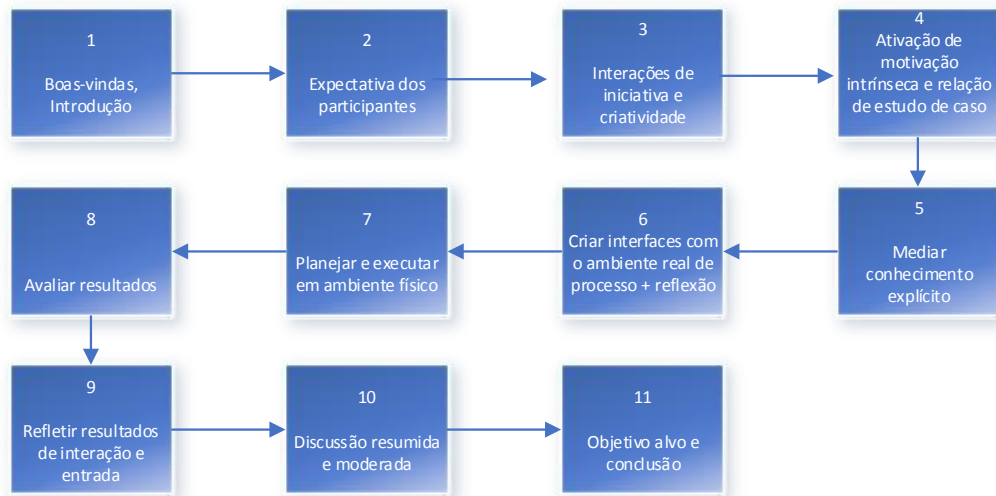 1
Boas-vindas,
Introdução
2
Expectativa dos
participantes
3
Interações de
iniciativa e
criatividade
4
Ativação de
motivação
intrínseca e relação
de estudo de caso
5
Mediar
conhecimento
explícito
6
Criar interfaces com
o ambiente real de
processo + reflexão
7
Planejar e executar
em ambiente físico
8
Avaliar resultados
9
Refletir resultados
de interação e
entrada
10
Discussão resumida
e moderada
11
Objetivo alvo e
conclusão